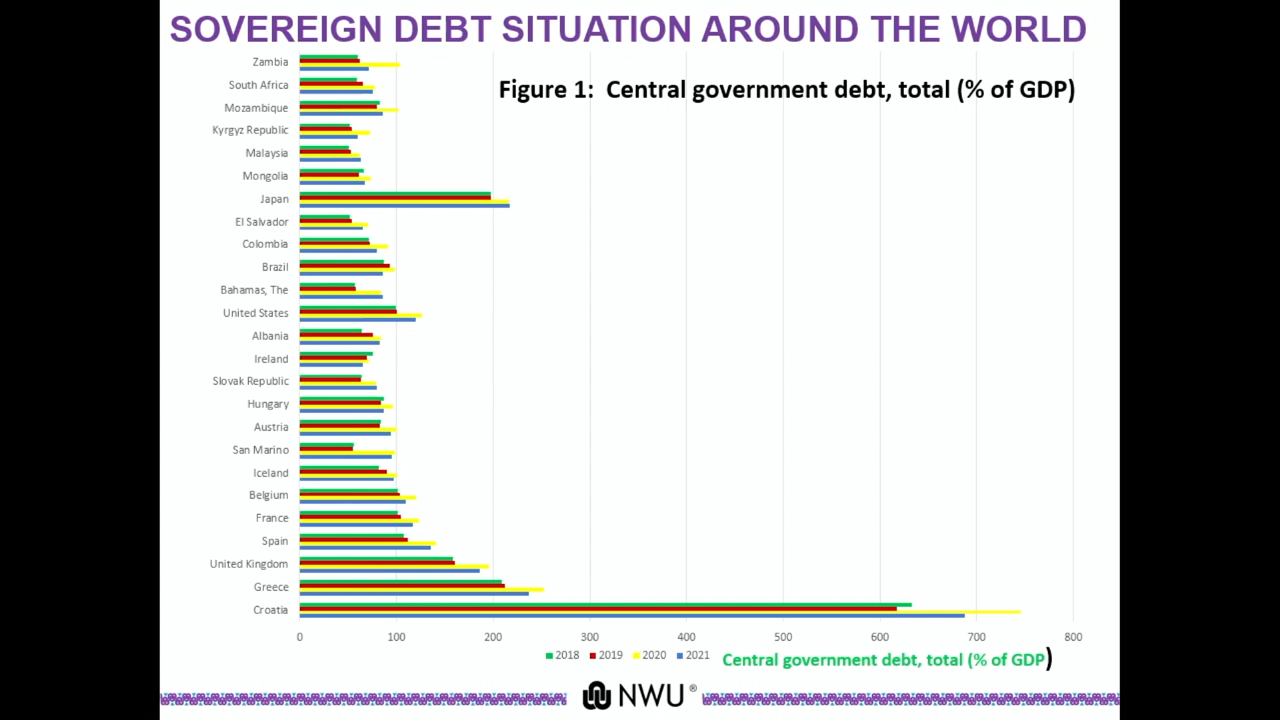 SOVEREIGN DEBT SITUATION AROUND THE WORLD
Figure 1: Central government debt, total (% of GDP)
Zambia
South Africa
Mozambique
Kyrgyz Republic
Malaysia
Mongolia
Japan
El Salvador
Colombia
Brazil
Bahamas, The
United States
Albania
Ireland
Slovak Republic
Hungary
Austria
San Marino
Iceland
Belgium
France
Spain
United Kingdom
Greece
Croatia
0 100 200 300 400 500 600 700 800
2018 2019 2020 2021
Central government debt, total (% of GDP)
NWU®